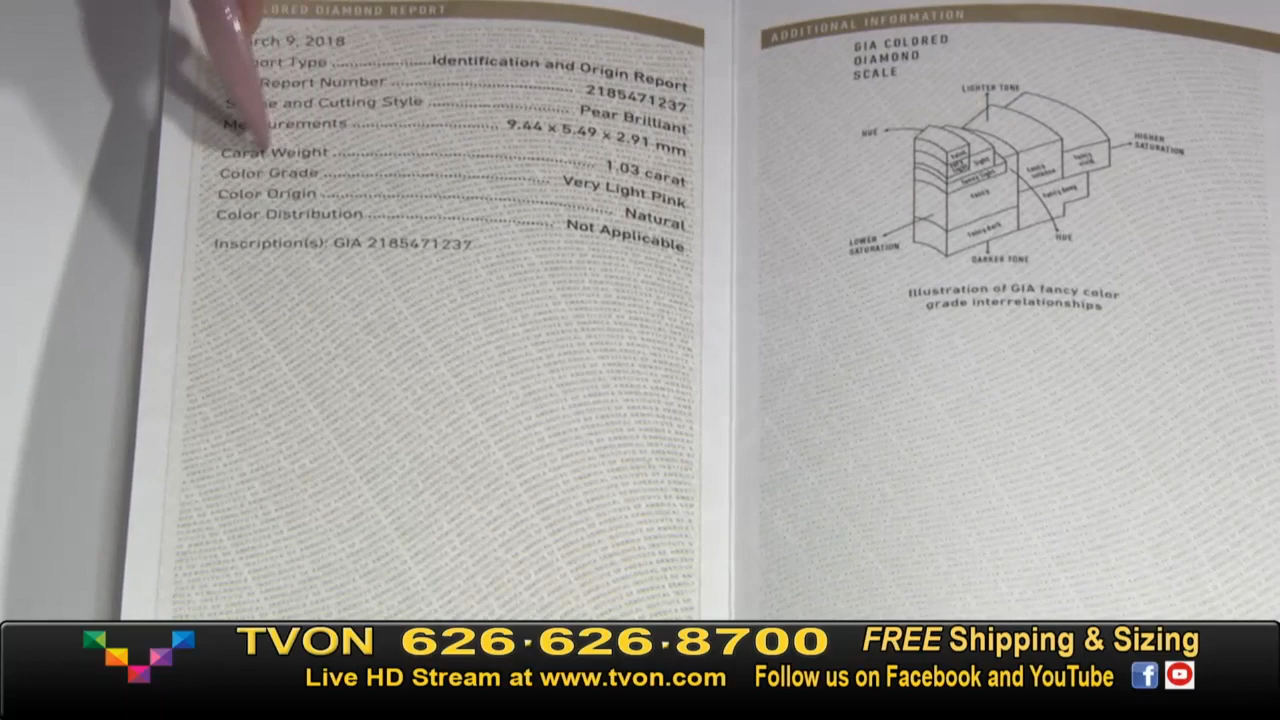 ORED DIAMOND REPORT
rch 9, 2018
ort Type Identification and Origin Report
Report Number 2185471237
e and Cutting Style Pear Brilliant
Measurements 9.44 x 5.49 x 2.91 mm
Carat Weight 1.03 carat
Color Grade Very Light Pink
Color Origin Natural
Color Distribution Not Applicable
Inscription(s): GIA 2185471237
ADDITIONAL INFORMATION
GIA COLORED
DIAMOND
SCALE
LIGHTER TONE
HUE
HIGHER
SATURATION
LOWER
SATURATION
HUE
DARKER TONE
Illustration of GIA fancy color
grade interrelationships
TVON 626-626-8700 FREE Shipping & Sizing
Live HD Stream at www.tvon.com Follow us on Facebook and YouTube